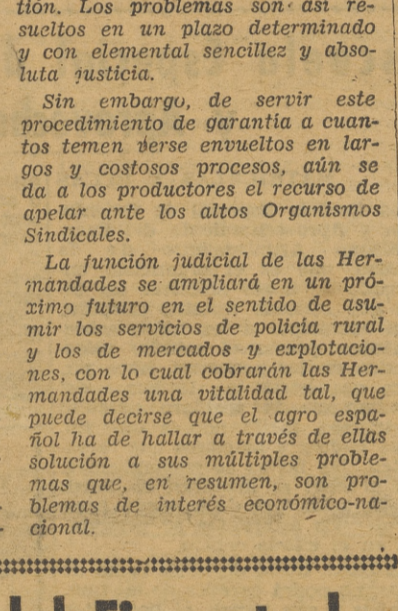 tión. Los problemas son así re-
sueltos en un plazo determinado
y con elemental sencillez y abso-
luta justicia.
Sin embargo, de servir este
procedimiento de garantía a cuan-
tos temen verse envueltos en lar-
gos y costosos procesos, aún se
da a los productores el recurso de
apelar ante los altos Organismos
Sindicales.
La función judicial de las Her-
mandades se ampliará en un pró-
ximo futuro en el sentido de asu-
mir los servicios de policía rural
y los de mercados y explotacio-
nes, con lo cual cobrarán las Her-
mandades una vitalidad tal, que
puede decirse que el agro espa-
ñol ha de hallar a través de ellas
solución a sus múltiples proble-
mas que, en resumen, son pro-
blemas de interés económico-na-
cional.